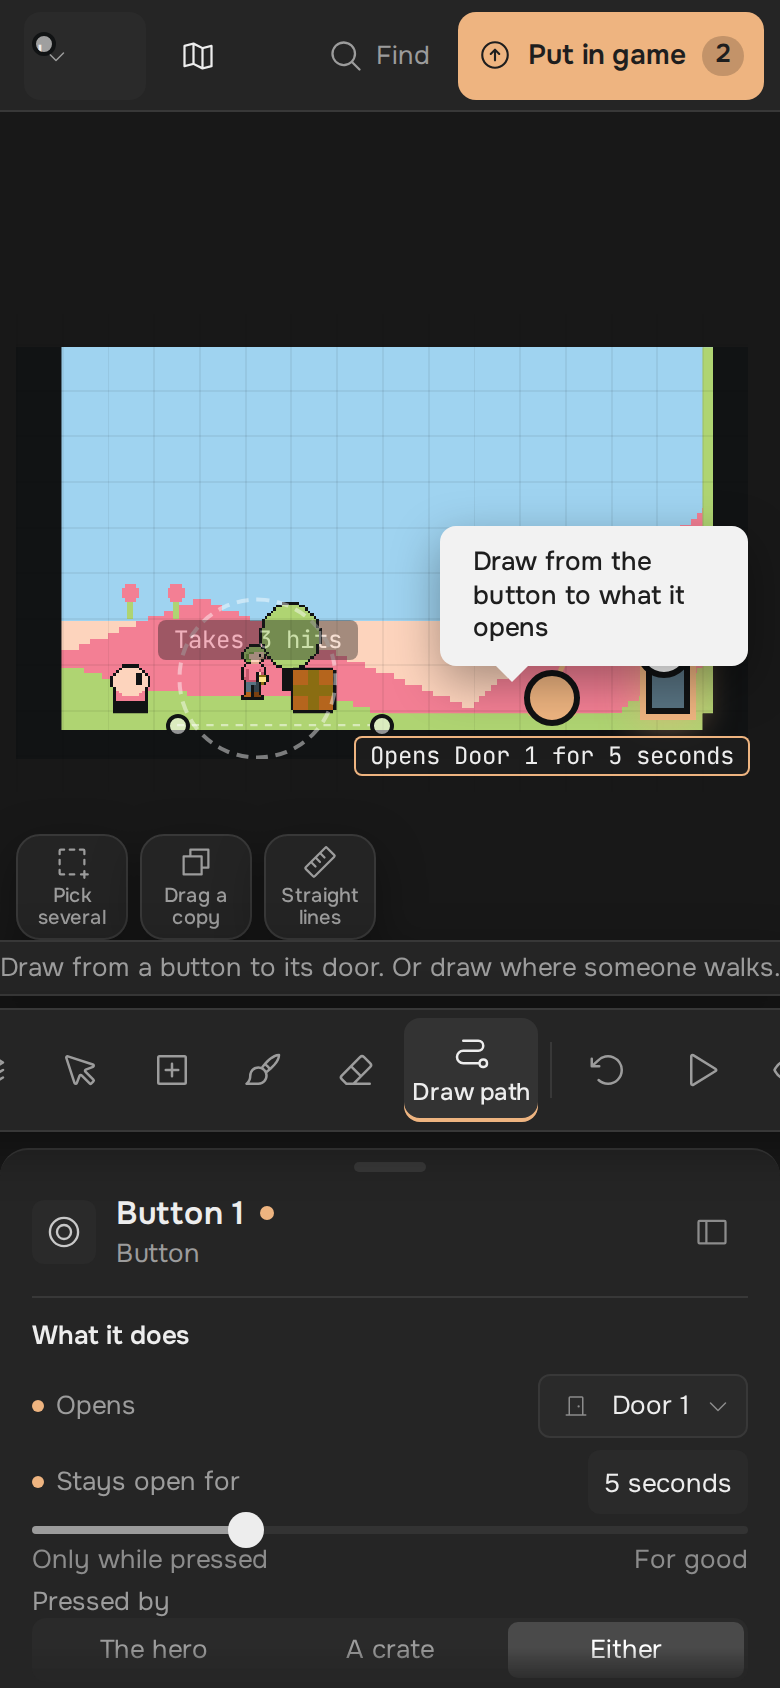 Find
Put in game
2
Draw from the
button to what it
opens
Takes 3 hits
Opens Door 1 for 5 seconds
Pick
several
Drag a
copy
Straight
lines
Draw from a button to its door. Or draw where someone walks.
Draw path
Button 1
Button
What it does
Opens
Door 1
Stays open for
5 seconds
Only while pressed
For good
Pressed by
The hero
A crate
Either